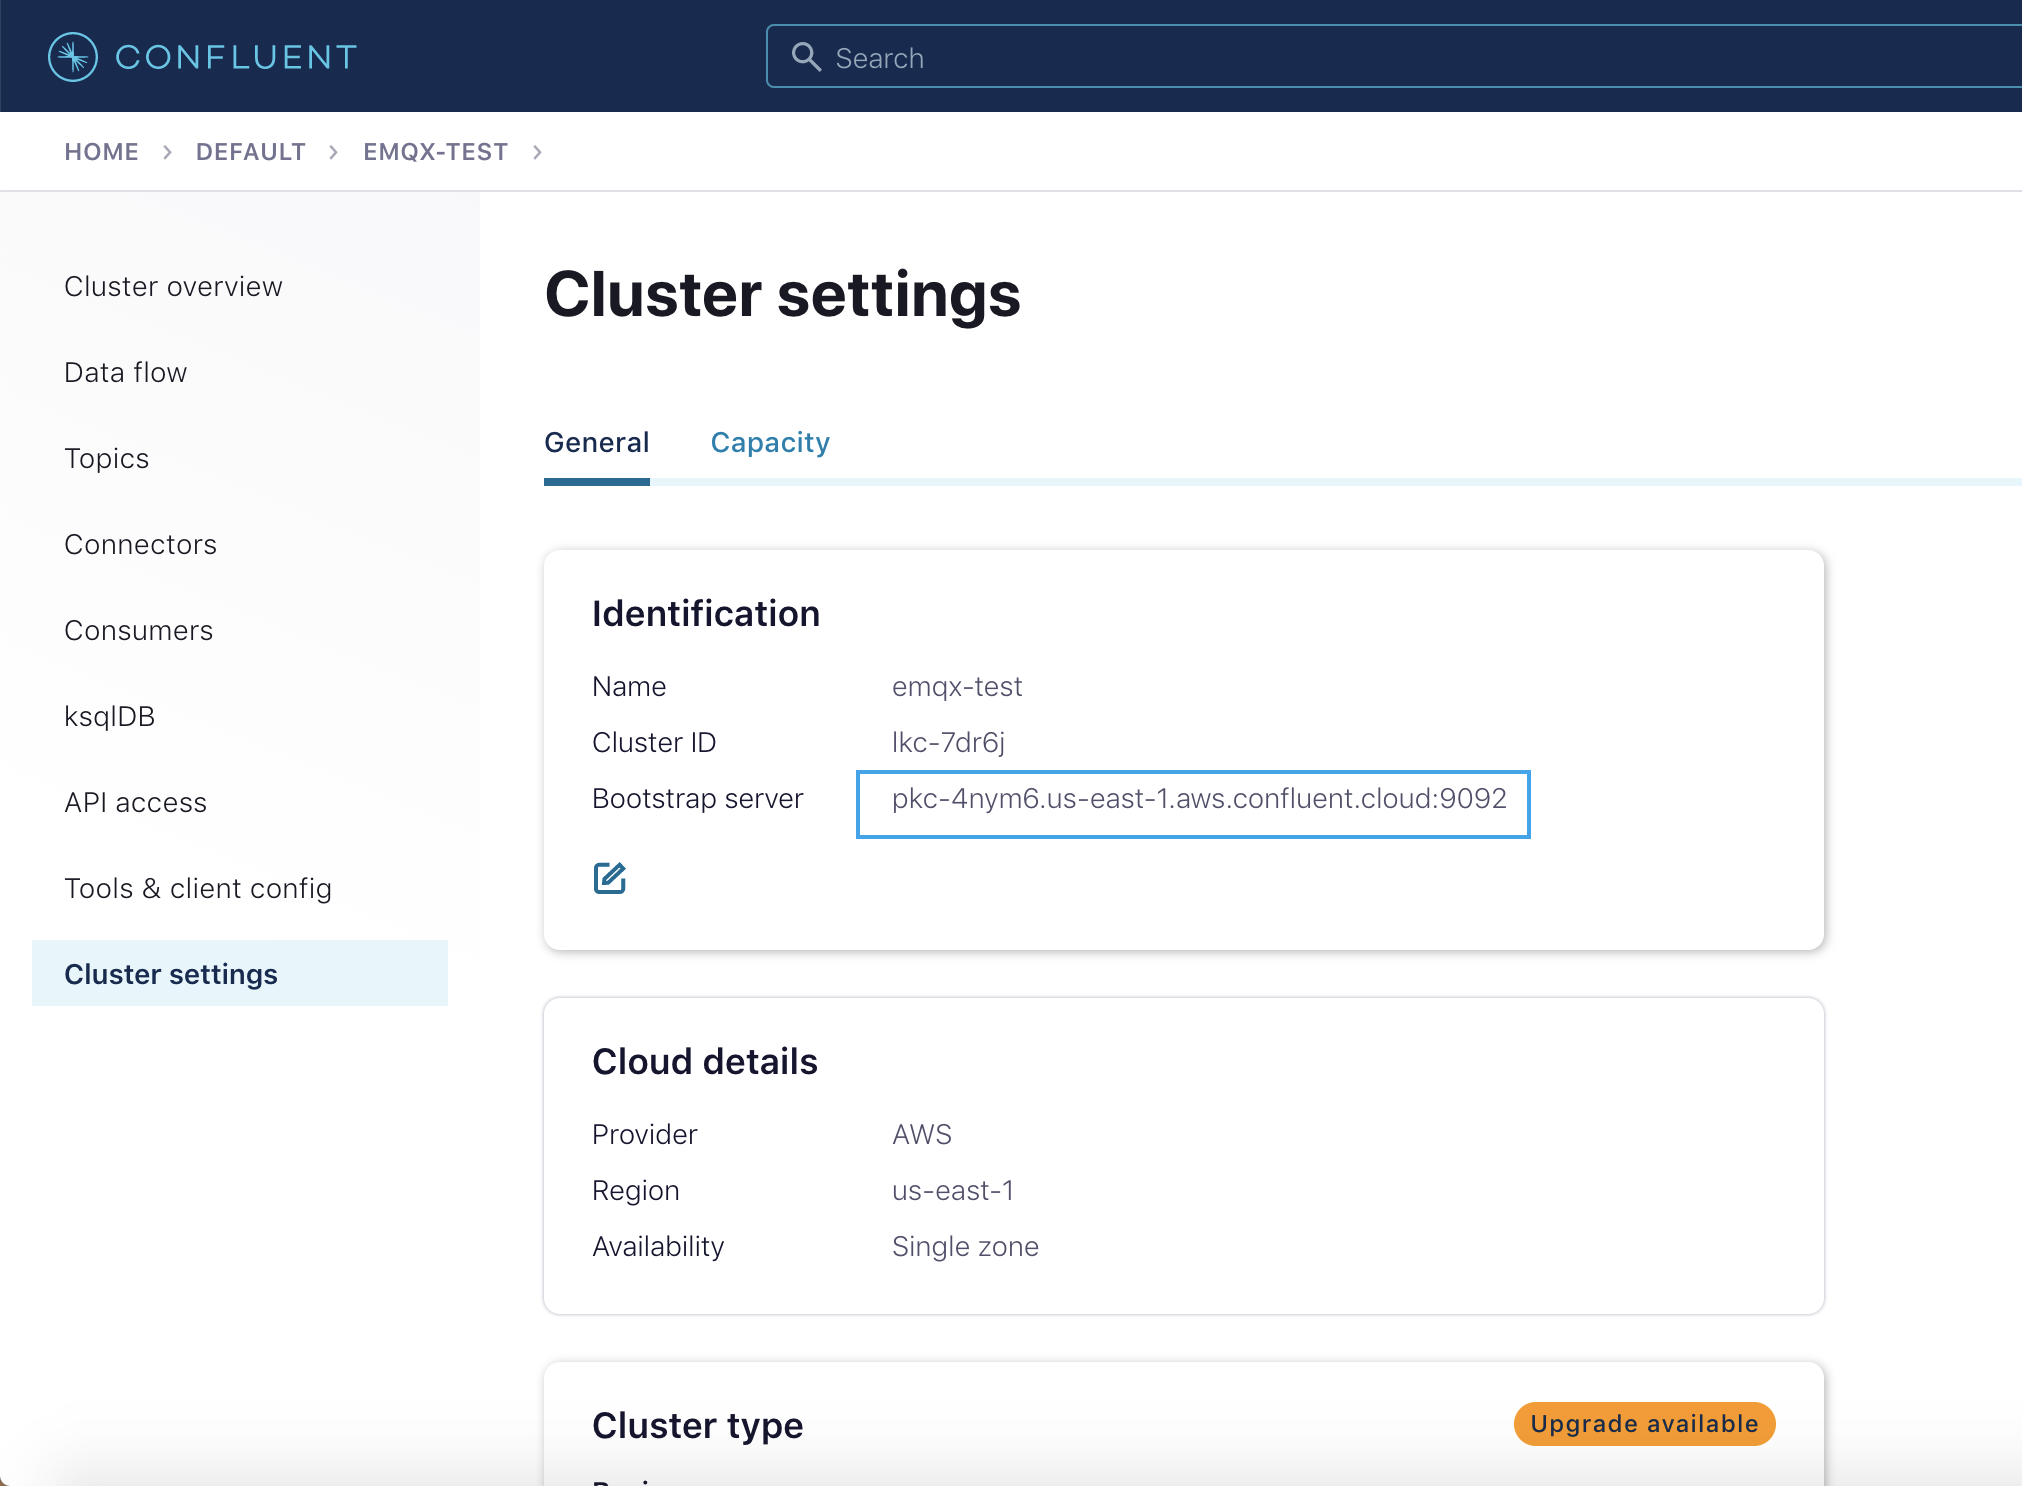 CONFLUENT
Search
HOME > DEFAULT > EMQX-TEST >
Cluster overview
Data flow
Topics
Connectors
Consumers
ksqlDB
API access
Tools & client config
Cluster settings
Cluster settings
General Capacity
Identification
Name emqx-test
Cluster ID lkc-7dr6j
Bootstrap server pkc-4nym6.us-east-1.aws.confluent.cloud:9092
Cloud details
Provider AWS
Region us-east-1
Availability Single zone
Cluster type Upgrade available